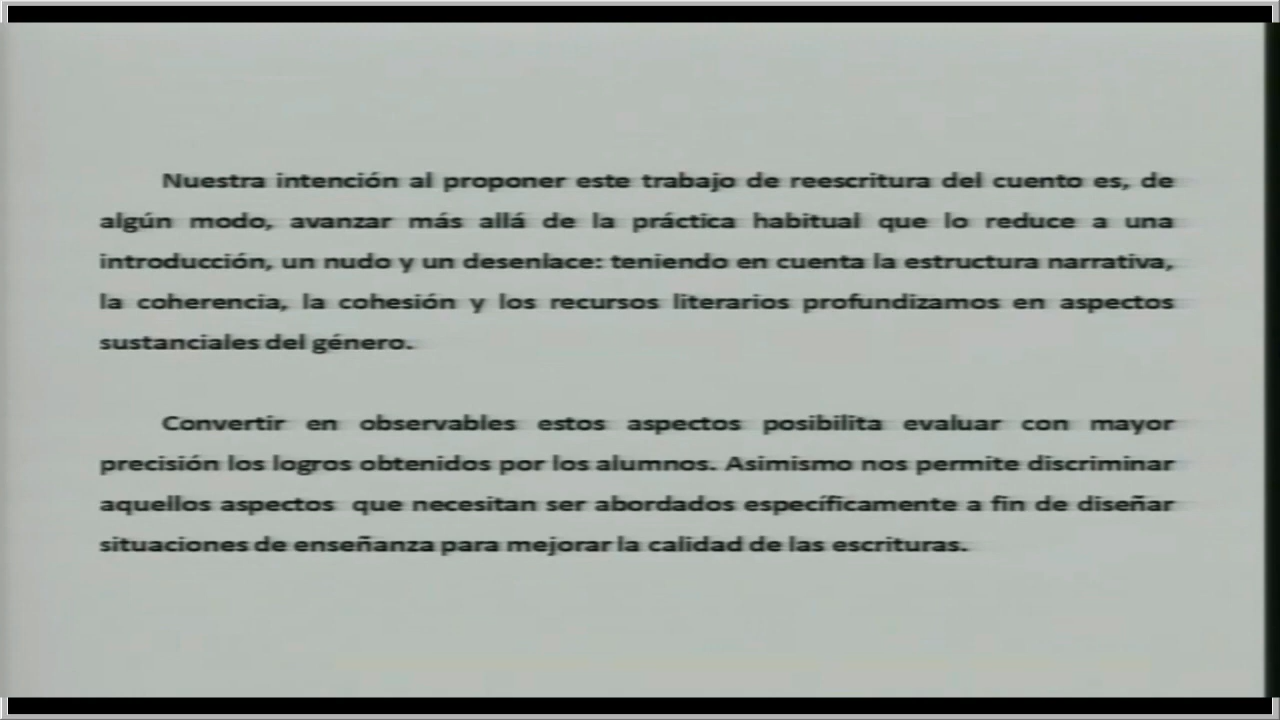 Nuestra intención al proponer este trabajo de reescritura del cuento es, de
algún modo, avanzar más allá de la práctica habitual que lo reduce a una
introducción, un nudo y un desenlace: teniendo en cuenta la estructura narrativa,
la coherencia, la cohesión y los recursos literarios profundizamos en aspectos
sustanciales del género.
Convertir en observables estos aspectos posibilita evaluar con mayor
precisión los logros obtenidos por los alumnos. Asimismo nos permite discriminar
aquellos aspectos que necesitan ser abordados específicamente a fin de diseñar
situaciones de enseñanza para mejorar la calidad de las escrituras.